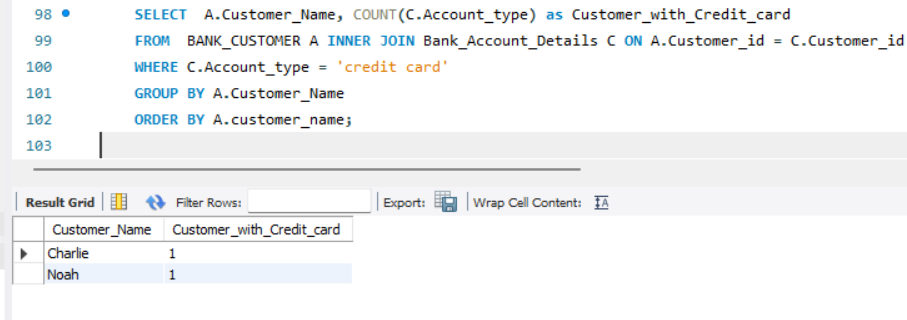 98 SELECT A.Customer_Name, COUNT(C.Account_type) as Customer_with_Credit_card
99 FROM BANK_CUSTOMER A INNER JOIN Bank_Account_Details C ON A.Customer_id = C.Customer_id
100 WHERE C.Account_type = 'credit card'
101 GROUP BY A.Customer_Name
102 ORDER BY A.customer_name;
103
Result Grid Filter Rows: Export: Wrap Cell Content:
Customer_Name Customer_with_Credit_card
Charlie 1
Noah 1